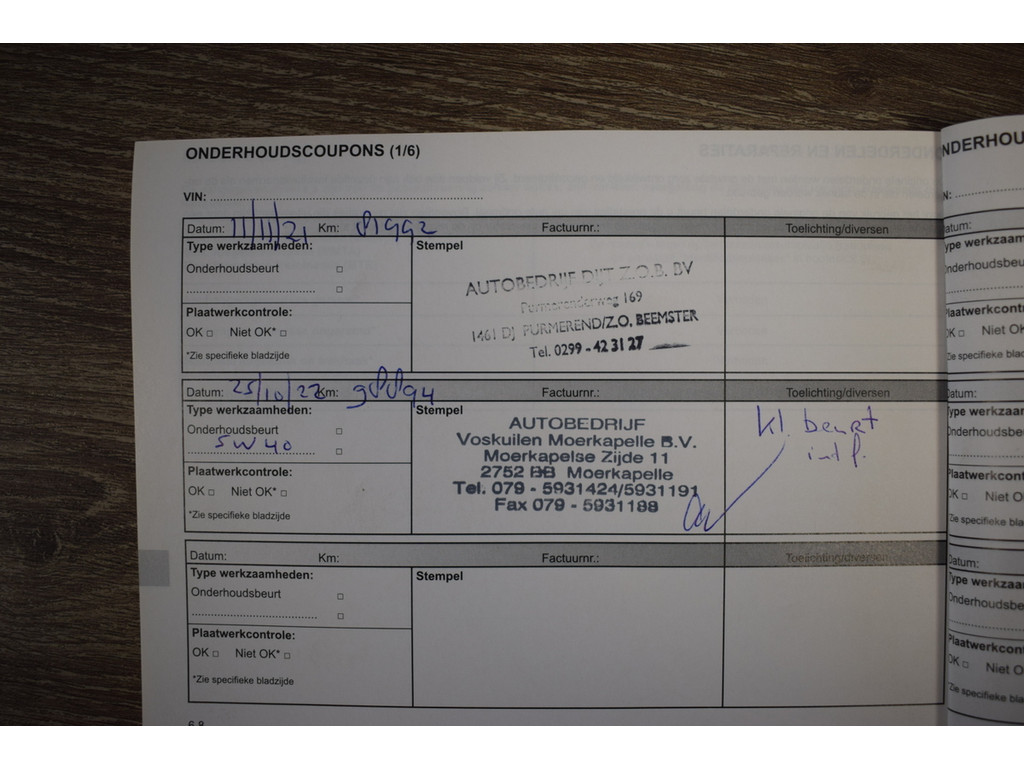 ONDERHOUDSCOUPONS (1/6)
VIN:
Datum: 11/11/21 Km: 81992 Factuurnr.: Toelichting/diversen
Type werkzaamheden: Stempel
Onderhoudsbeurt
AUTOBEDRIJF DIJT Z.O.B. BV
Purmerenderweg 169
1461 DJ PURMEREND/Z.O. BEEMSTER
Tel. 0299 - 42 31 27
Plaatwerkcontrole:
OK □ Niet OK* □
*Zie specifieke bladzijde
Datum: 25/10/22 Km: 98894 Factuurnr.: Toelichting/diversen
Type werkzaamheden: Stempel
Onderhoudsbeurt
5W40
AUTOBEDRIJF
Voskuilen Moerkapelle B.V.
Moerkapelse Zijde 11
2752 BB Moerkapelle
Tel. 079 - 5931424/5931191
Fax 079 - 5931188
Kl. beurt
Plaatwerkcontrole:
OK □ Niet OK* □
*Zie specifieke bladzijde
Datum: Km: Factuurnr.: Toelichting/diversen
Type werkzaamheden: Stempel
Onderhoudsbeurt
Plaatwerkcontrole:
OK □ Niet OK* □
*Zie specifieke bladzijde